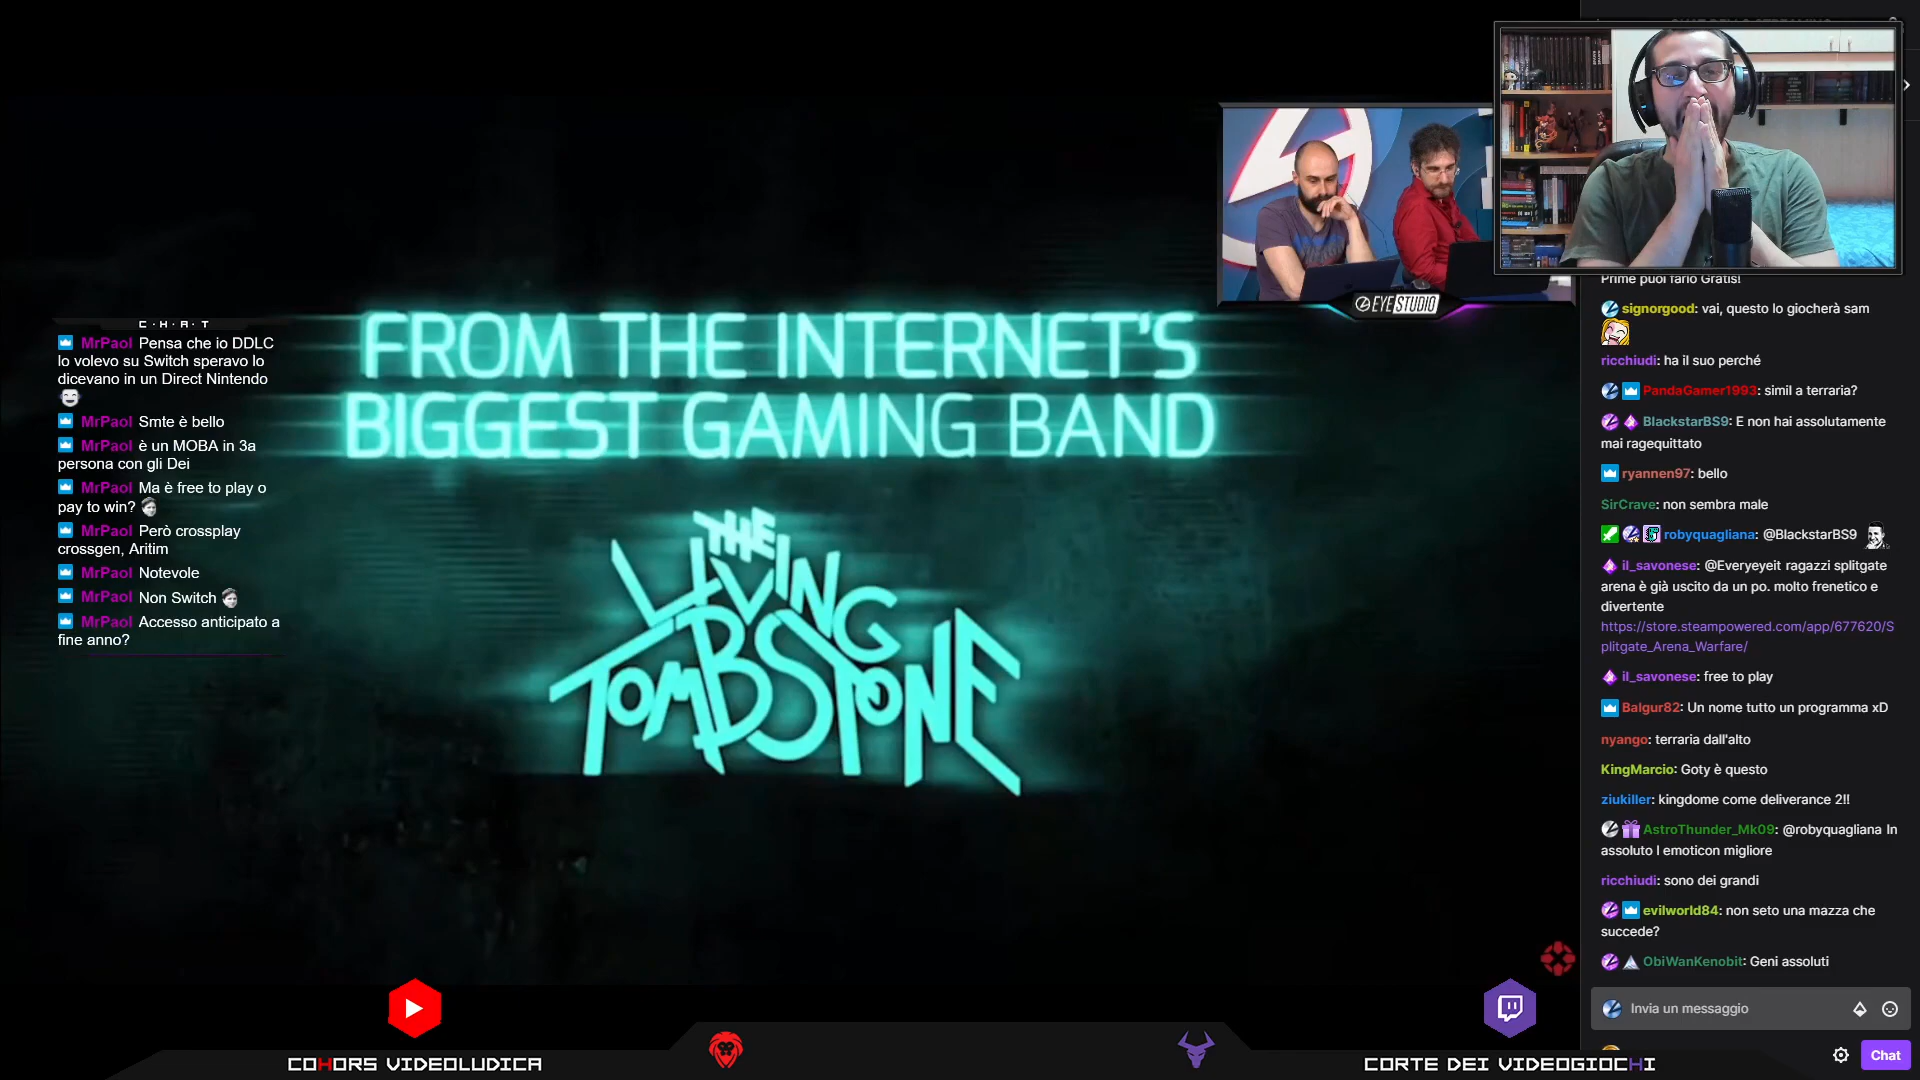 C·H·A·T
MrPaol Pensa che io DDLC
lo volevo su Switch speravo lo
dicevano in un Direct Nintendo
MrPaol Smte è bello
MrPaol è un MOBA in 3a
persona con gli Dei
MrPaol Ma è free to play o
pay to win?
MrPaol Però crossplay
crossgen, Aritim
MrPaol Notevole
MrPaol Non Switch
MrPaol Accesso anticipato a
fine anno?
FROM THE INTERNET'S
BIGGEST GAMING BAND
THE
LIVING
TOMBSTONE
EYESTUDIO
Prime puoi farlo Gratis!
signorgood: vai, questo lo giocherà sam
ricchiudi: ha il suo perché
PandaGamer1993: simil a terraria?
BlackstarBS9: E non hai assolutamente
mai ragequittato
ryannen97: bello
SirCrave: non sembra male
robyquagliana: @BlackstarBS9
il_savonese: @Everyeyeit ragazzi splitgate
arena è già uscito da un po. molto frenetico e
divertente
https://store.steampowered.com/app/677620/S
plitgate_Arena_Warfare/
il_savonese: free to play
Balgur82: Un nome tutto un programma xD
nyango: terraria dall'alto
KingMarcio: Goty è questo
ziukiller: kingdome come deliverance 2!!
AstroThunder_Mk09: @robyquagliana In
assoluto l emoticon migliore
ricchiudi: sono dei grandi
evilworld84: non seto una mazza che
succede?
ObiWanKenobit: Geni assoluti
Invia un messaggio
Chat
COHORS VIDEOLUDICA
CORTE DEI VIDEOGIOCHI